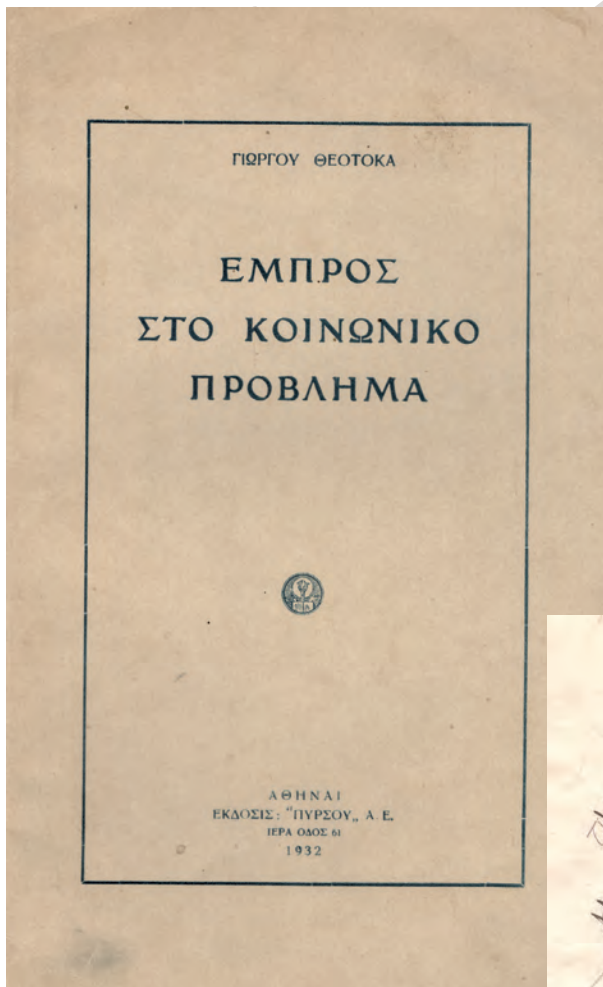 ΓΙΩΡΓΟΥ ΘΕΟΤΟΚΑ
ΕΜΠΡΟΣ
ΣΤΟ ΚΟΙΝΩΝΙΚΟ
ΠΡΟΒΛΗΜΑ
ΑΘΗΝΑΙ
ΕΚΔΟΣΙΣ: "ΠΥΡΣΟΥ„ Α. Ε.
ΙΕΡΑ ΟΔΟΣ 61
1932